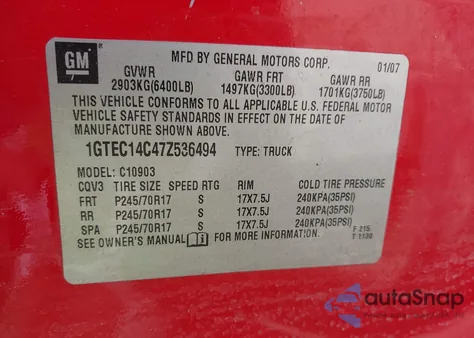 GM
MFD BY GENERAL MOTORS CORP. 01/07
GVWR GAWR FRT GAWR RR
2903KG(6400LB) 1497KG(3300LB) 1701KG(3750LB)
THIS VEHICLE CONFORMS TO ALL APPLICABLE U.S. FEDERAL MOTOR
VEHICLE SAFETY STANDARDS IN EFFECT ON THE DATE OF
MANUFACTURE SHOWN ABOVE.
1GTEC14C47Z536494 TYPE: TRUCK
MODEL: C10903
CQV3 TIRE SIZE SPEED RTG RIM COLD TIRE PRESSURE
FRT P245/70R17 S 17X7.5J 240KPA(35PSI)
RR P245/70R17 S 17X7.5J 240KPA(35PSI)
SPA P245/70R17 S 17X7.5J 240KPA(35PSI)
SEE OWNER'S MANUAL FOR MORE INFORMATION. F 215
T 1130
autoSnap